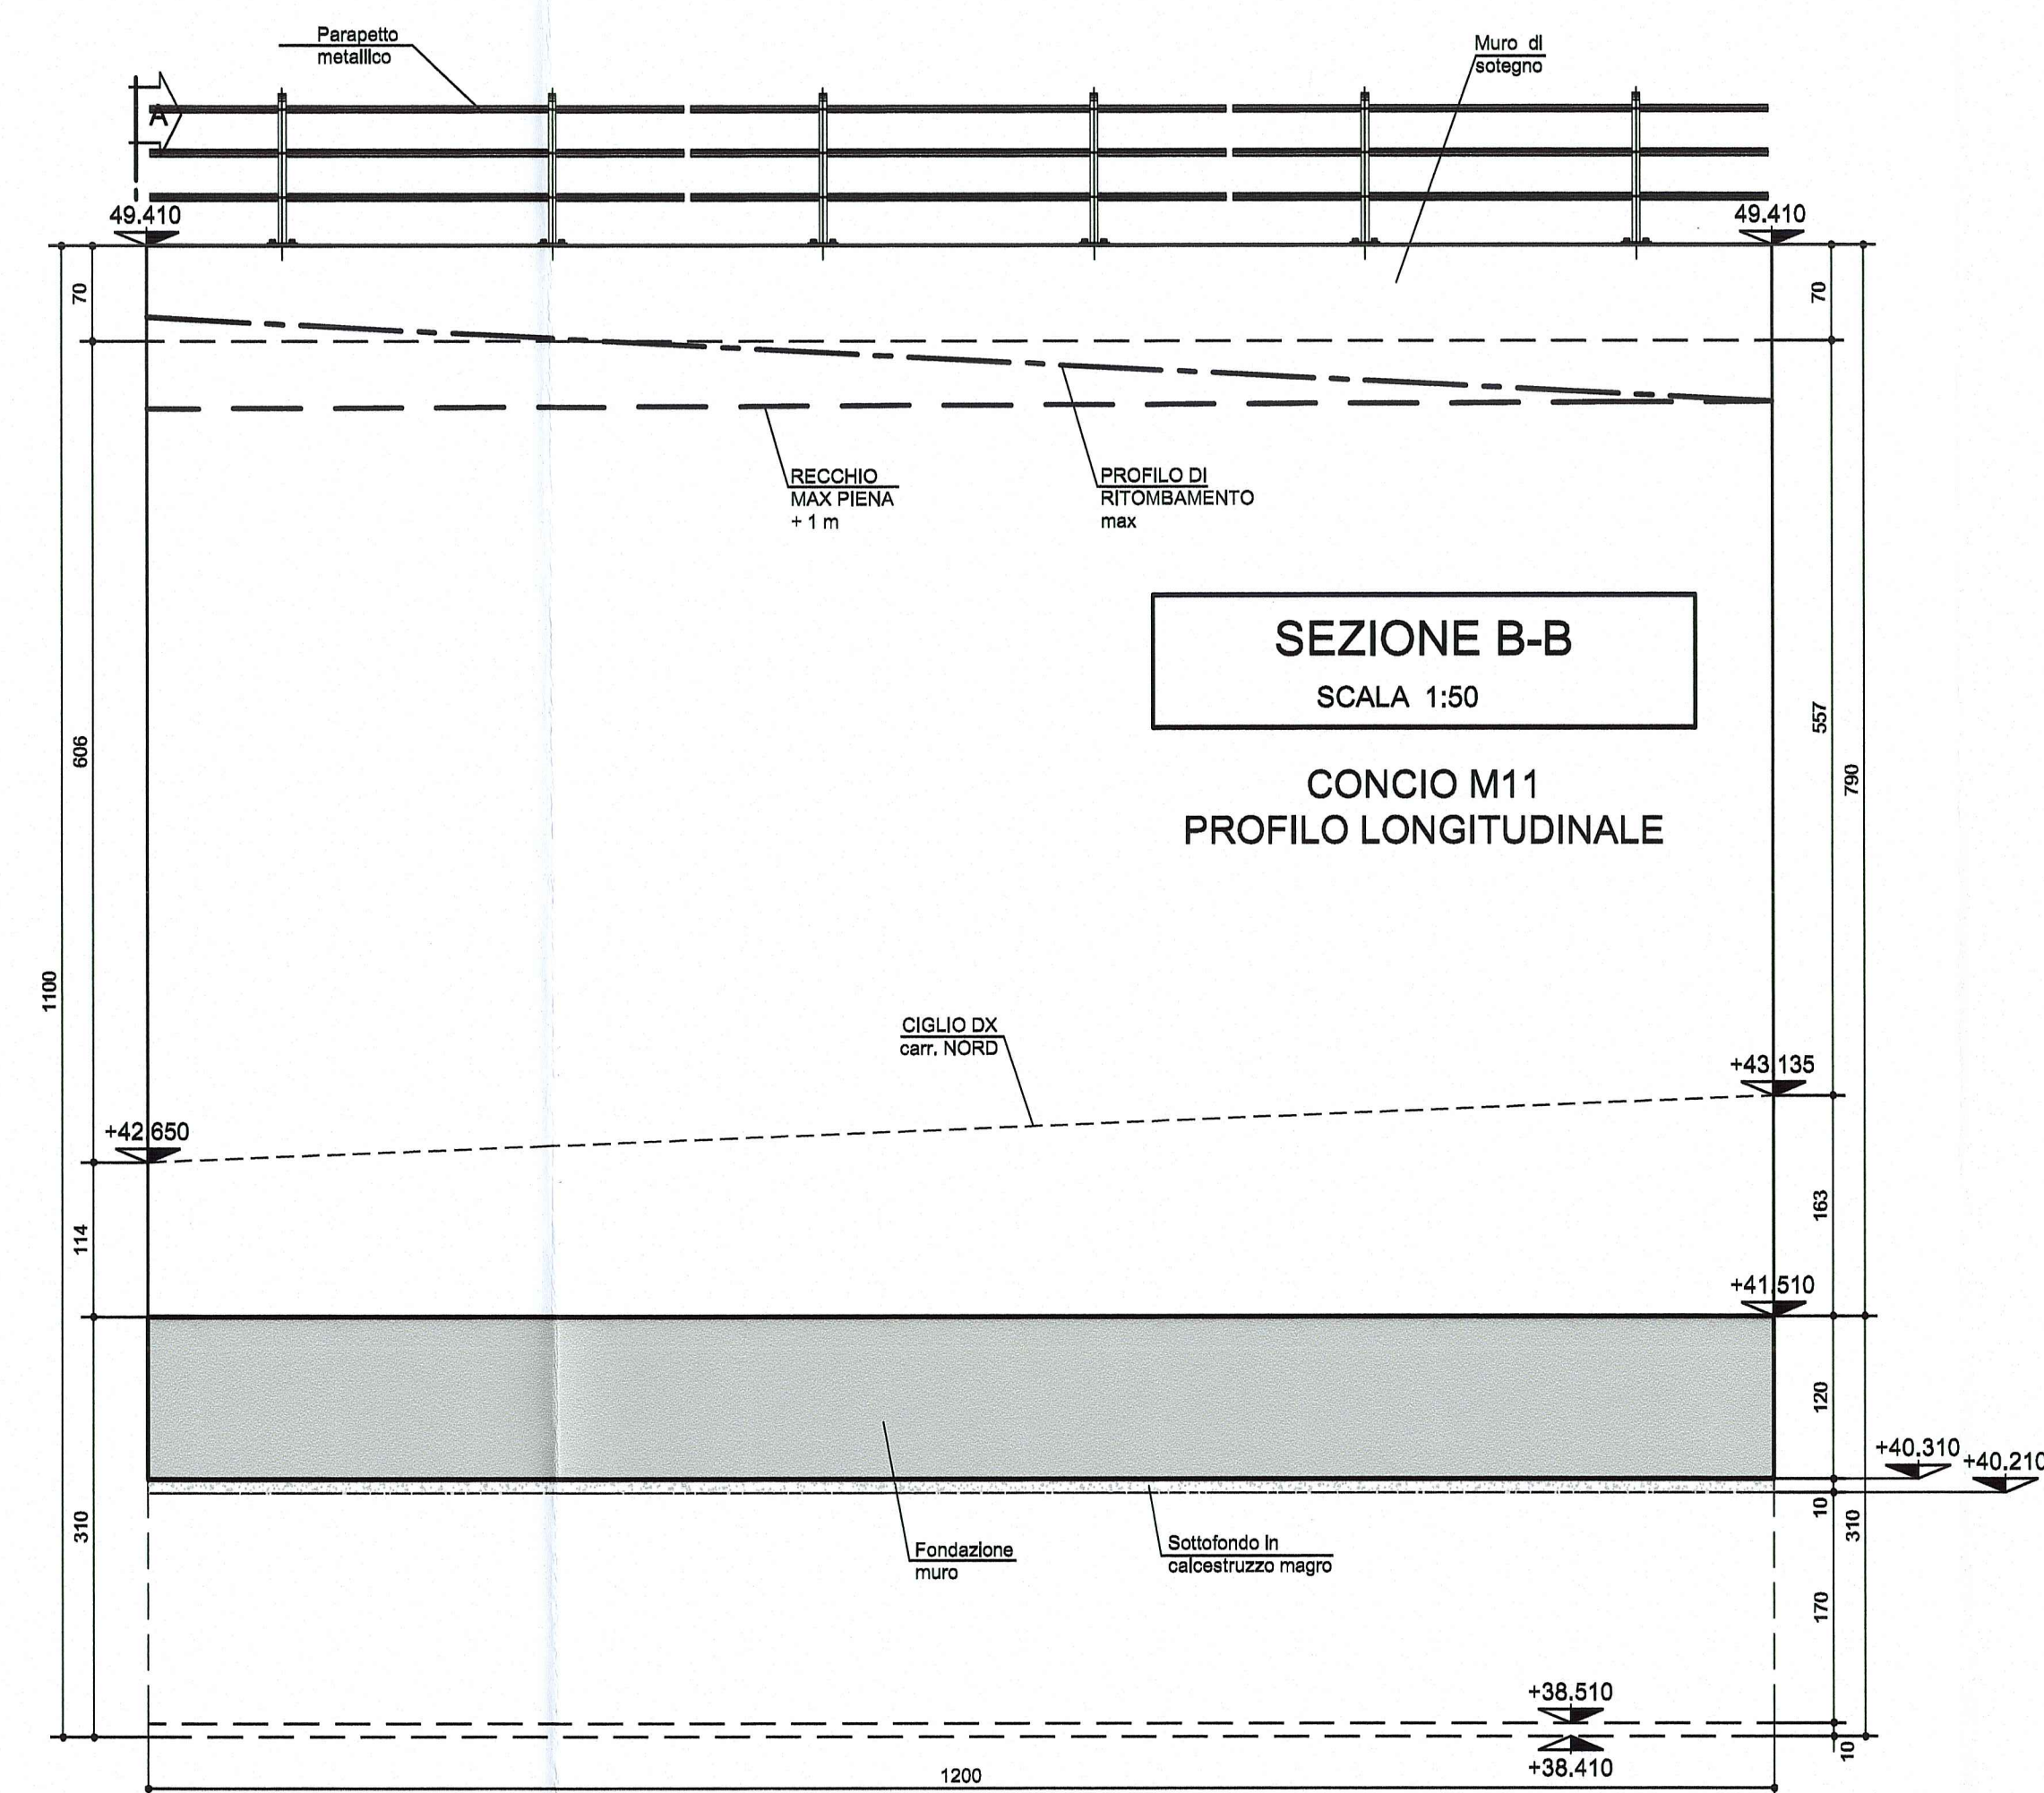 Parapetto
metallico
Muro di
sotegno
A
49.410
49.410
70
70
RECCHIO
MAX PIENA
+ 1 m
PROFILO DI
RITOMBAMENTO
max
SEZIONE B-B
SCALA 1:50
CONCIO M11
PROFILO LONGITUDINALE
606
557
790
1100
CIGLIO DX
carr. NORD
+43.135
+42.650
114
163
+41.510
120
+40.310
+40.210
10
310
310
Fondazione
muro
Sottofondo in
calcestruzzo magro
170
+38.510
+38.410
10
1200